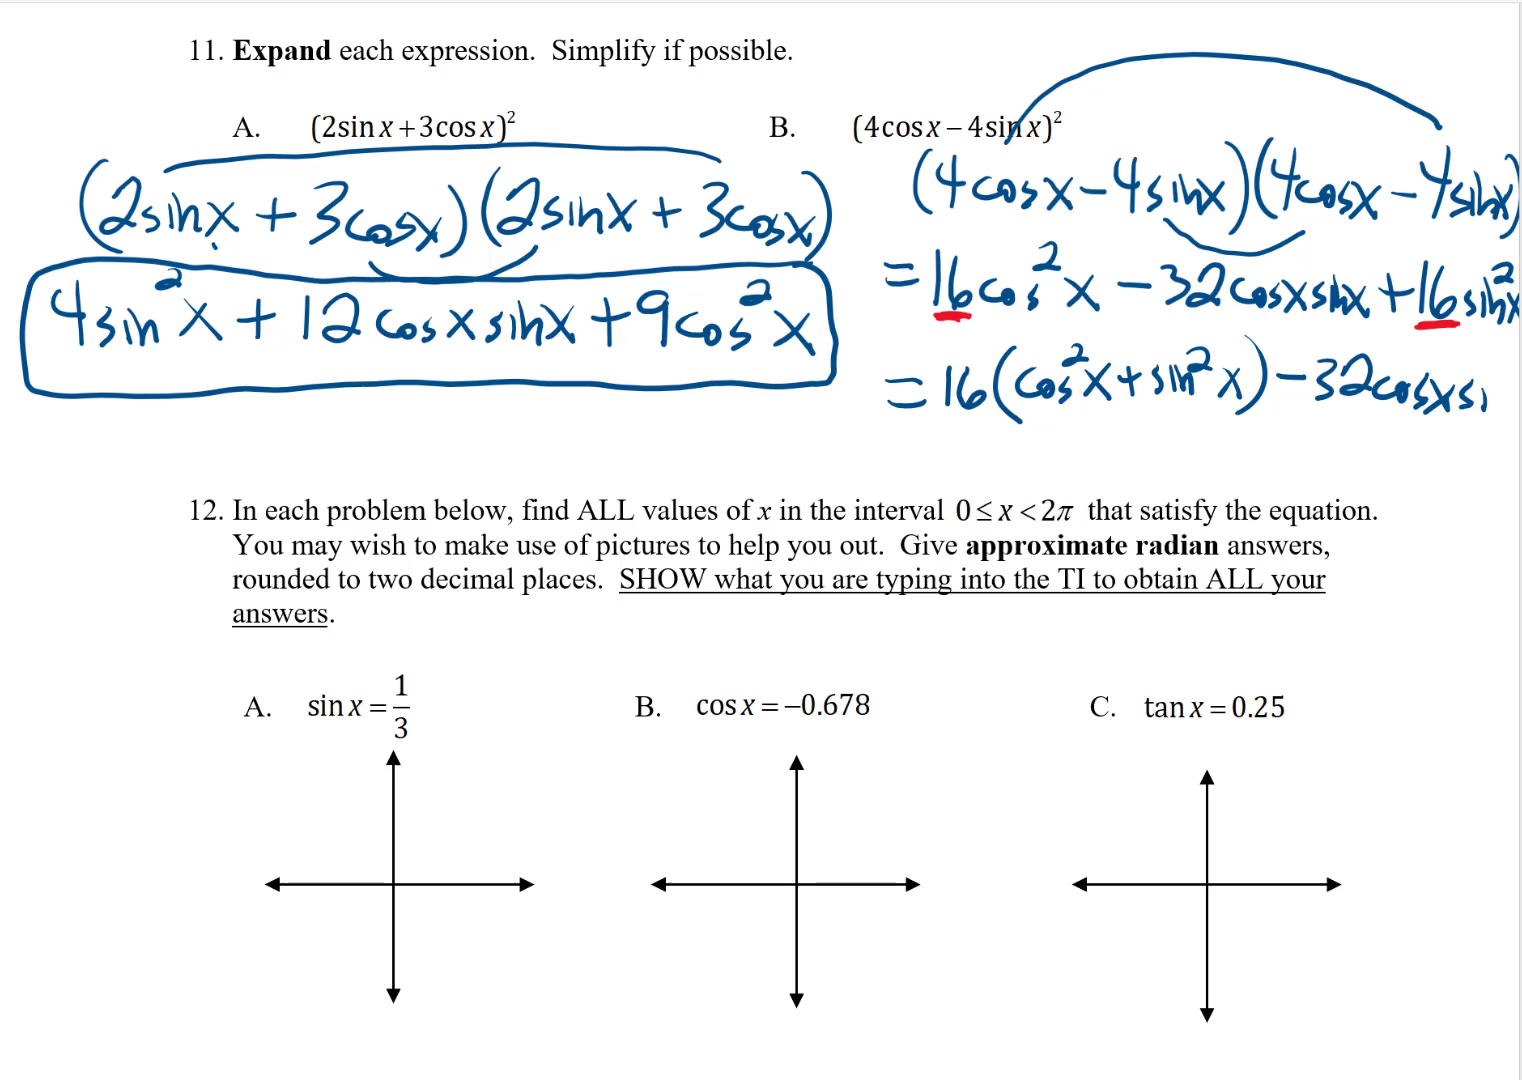 11. Expand each expression. Simplify if possible.
A. (2sin x+3cos x)² B. (4cos x−4sin x)²
(2sinx + 3cosx)(2sinx + 3cosx) (4cosx−4sinx)(4cosx−4sinx)
4sin²x + 12cosxsinx + 9cos²x =16cos²x − 32cosxsinx + 16sin²x
=16(cos²x + sin²x) − 32cosxsi
12. In each problem below, find ALL values of x in the interval 0≤x<2π that satisfy the equation.
You may wish to make use of pictures to help you out. Give approximate radian answers,
rounded to two decimal places. SHOW what you are typing into the TI to obtain ALL your
answers.
A. sin x = 1/3 B. cos x = −0.678 C. tan x = 0.25